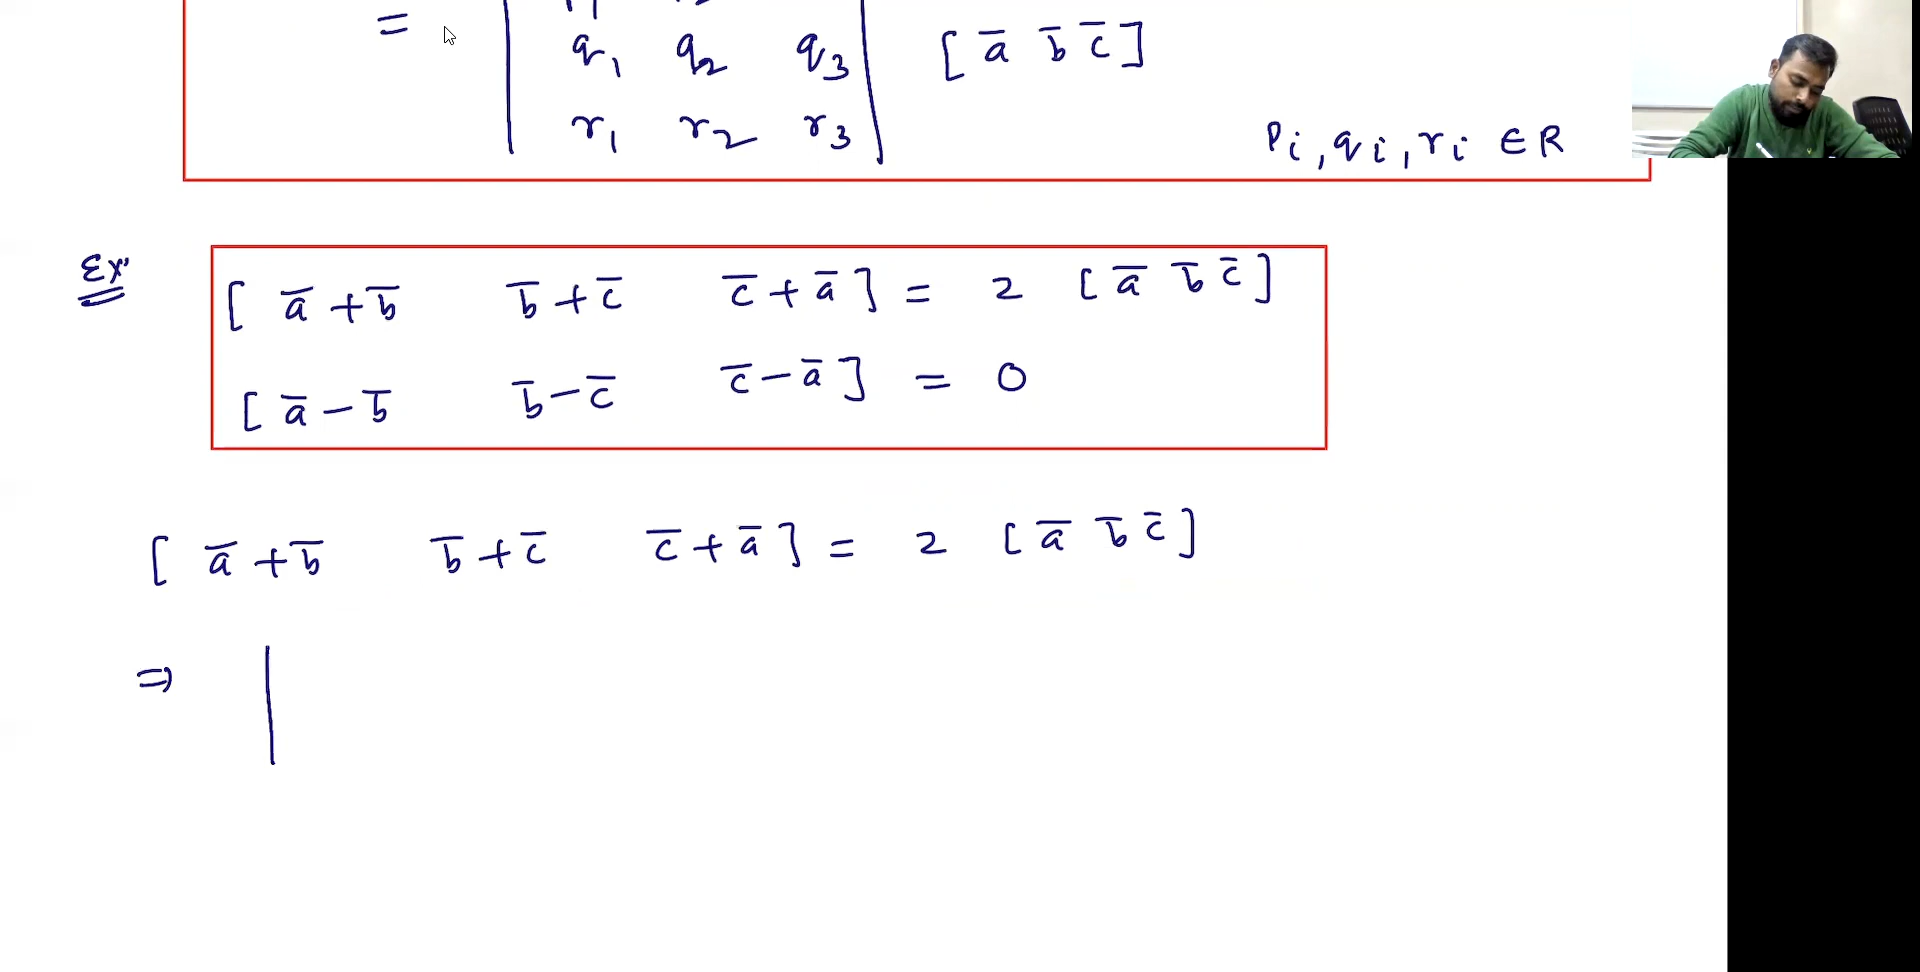 = | q₁ q₂ q₃ | [ a̅ b̅ c̅ ]
r₁ r₂ r₃
pᵢ, qᵢ, rᵢ ∈ R
Ex:
[ a̅ + b̅ b̅ + c̅ c̅ + a̅ ] = 2 [ a̅ b̅ c̅ ]
[ a̅ − b̅ b̅ − c̅ c̅ − a̅ ] = 0
[ a̅ + b̅ b̅ + c̅ c̅ + a̅ ] = 2 [ a̅ b̅ c̅ ]
⇒ |